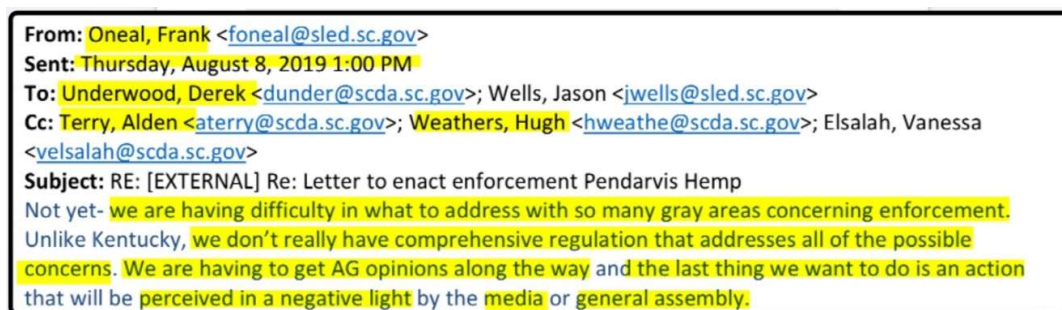 From: Oneal, Frank <foneal@sled.sc.gov>
Sent: Thursday, August 8, 2019 1:00 PM
To: Underwood, Derek <dunder@scda.sc.gov>; Wells, Jason <jwells@sled.sc.gov>
Cc: Terry, Alden <aterry@scda.sc.gov>; Weathers, Hugh <hweathe@scda.sc.gov>; Elsalah, Vanessa
<velsalah@scda.sc.gov>
Subject: RE: [EXTERNAL] Re: Letter to enact enforcement Pendarvis Hemp
Not yet- we are having difficulty in what to address with so many gray areas concerning enforcement.
Unlike Kentucky, we don't really have comprehensive regulation that addresses all of the possible
concerns. We are having to get AG opinions along the way and the last thing we want to do is an action
that will be perceived in a negative light by the media or general assembly.